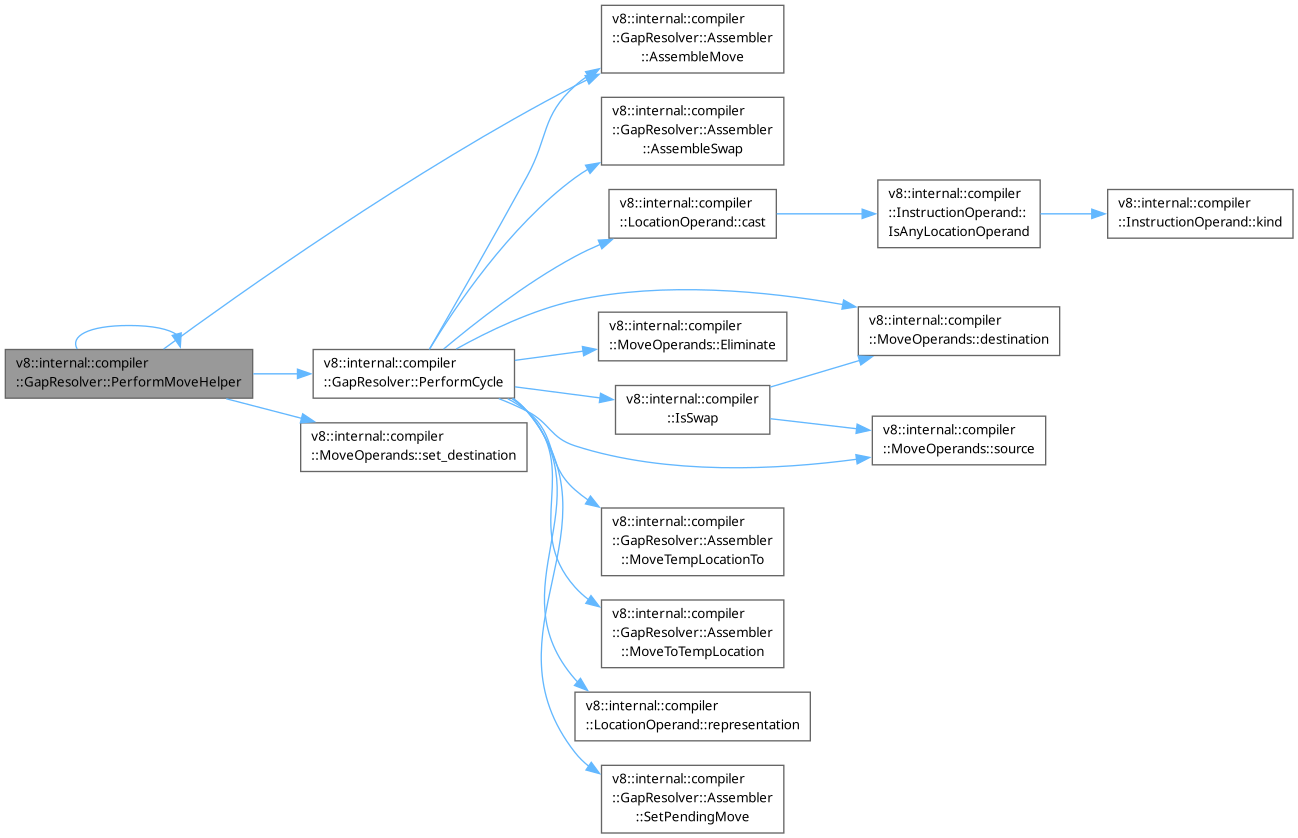 v8::internal::compiler
::GapResolver::Assembler
::AssembleMove
v8::internal::compiler
::GapResolver::Assembler
::AssembleSwap
v8::internal::compiler
::LocationOperand::cast
v8::internal::compiler
::InstructionOperand::
IsAnyLocationOperand
v8::internal::compiler
::InstructionOperand::kind
v8::internal::compiler
::MoveOperands::Eliminate
v8::internal::compiler
::MoveOperands::destination
v8::internal::compiler
::GapResolver::PerformMoveHelper
v8::internal::compiler
::GapResolver::PerformCycle
v8::internal::compiler
::IsSwap
v8::internal::compiler
::MoveOperands::source
v8::internal::compiler
::MoveOperands::set_destination
v8::internal::compiler
::GapResolver::Assembler
::MoveTempLocationTo
v8::internal::compiler
::GapResolver::Assembler
::MoveToTempLocation
v8::internal::compiler
::LocationOperand::representation
v8::internal::compiler
::GapResolver::Assembler
::SetPendingMove